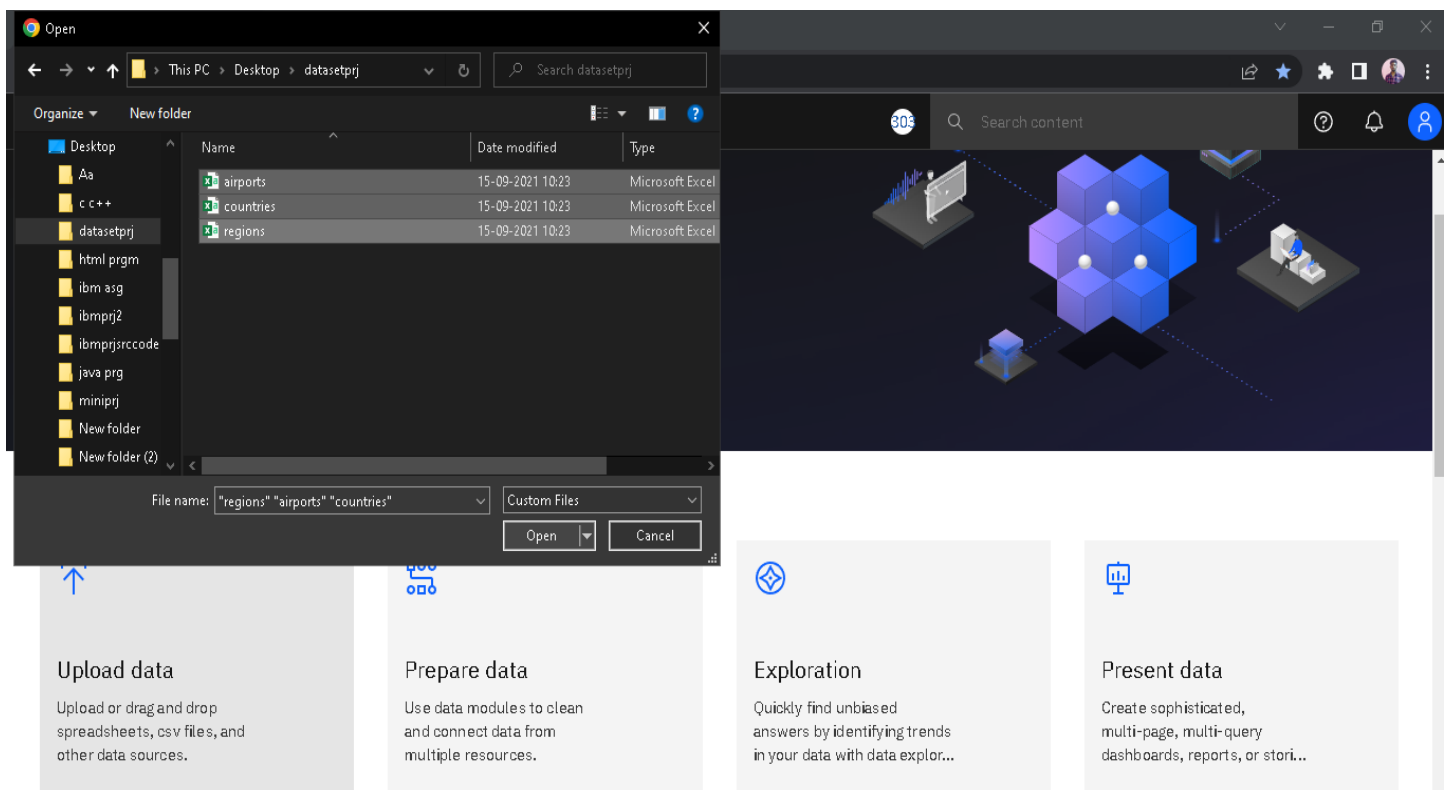 Open
This PC > Desktop > datasetprj
Search datasetprj
Organize
New folder
Desktop
Aa
c c++
datasetprj
html prgm
ibm asg
ibmprj2
ibmprjsrccode
java prg
miniprj
New folder
New folder (2)
Name Date modified Type
airports 15-09-2021 10:23 Microsoft Excel
countries 15-09-2021 10:23 Microsoft Excel
regions 15-09-2021 10:23 Microsoft Excel
File name: "regions" "airports" "countries"
Custom Files
Open
Cancel
303
Search content
Upload data
Upload or drag and drop
spreadsheets, csv files, and
other data sources.
Prepare data
Use data modules to clean
and connect data from
multiple resources.
Exploration
Quickly find unbiased
answers by identifying trends
in your data with data explor...
Present data
Create sophisticated,
multi-page, multi-query
dashboards, reports, or stori...